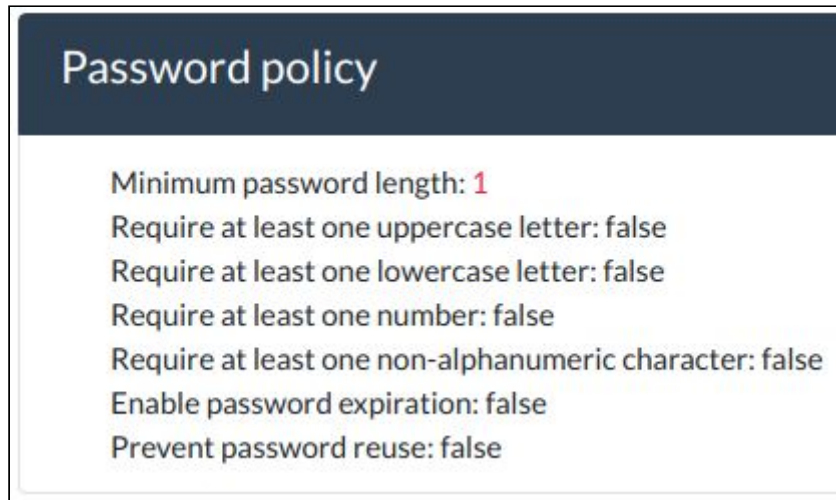 Password policy
Minimum password length: 1
Require at least one uppercase letter: false
Require at least one lowercase letter: false
Require at least one number: false
Require at least one non-alphanumeric character: false
Enable password expiration: false
Prevent password reuse: false